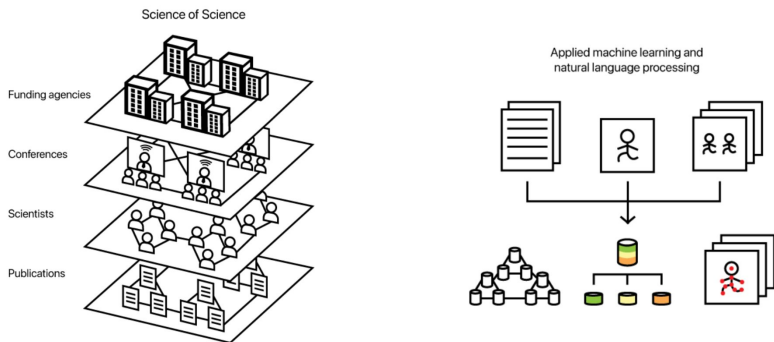 Science of Science
Funding agencies
Conferences
Scientists
Publications
Applied machine learning and
natural language processing